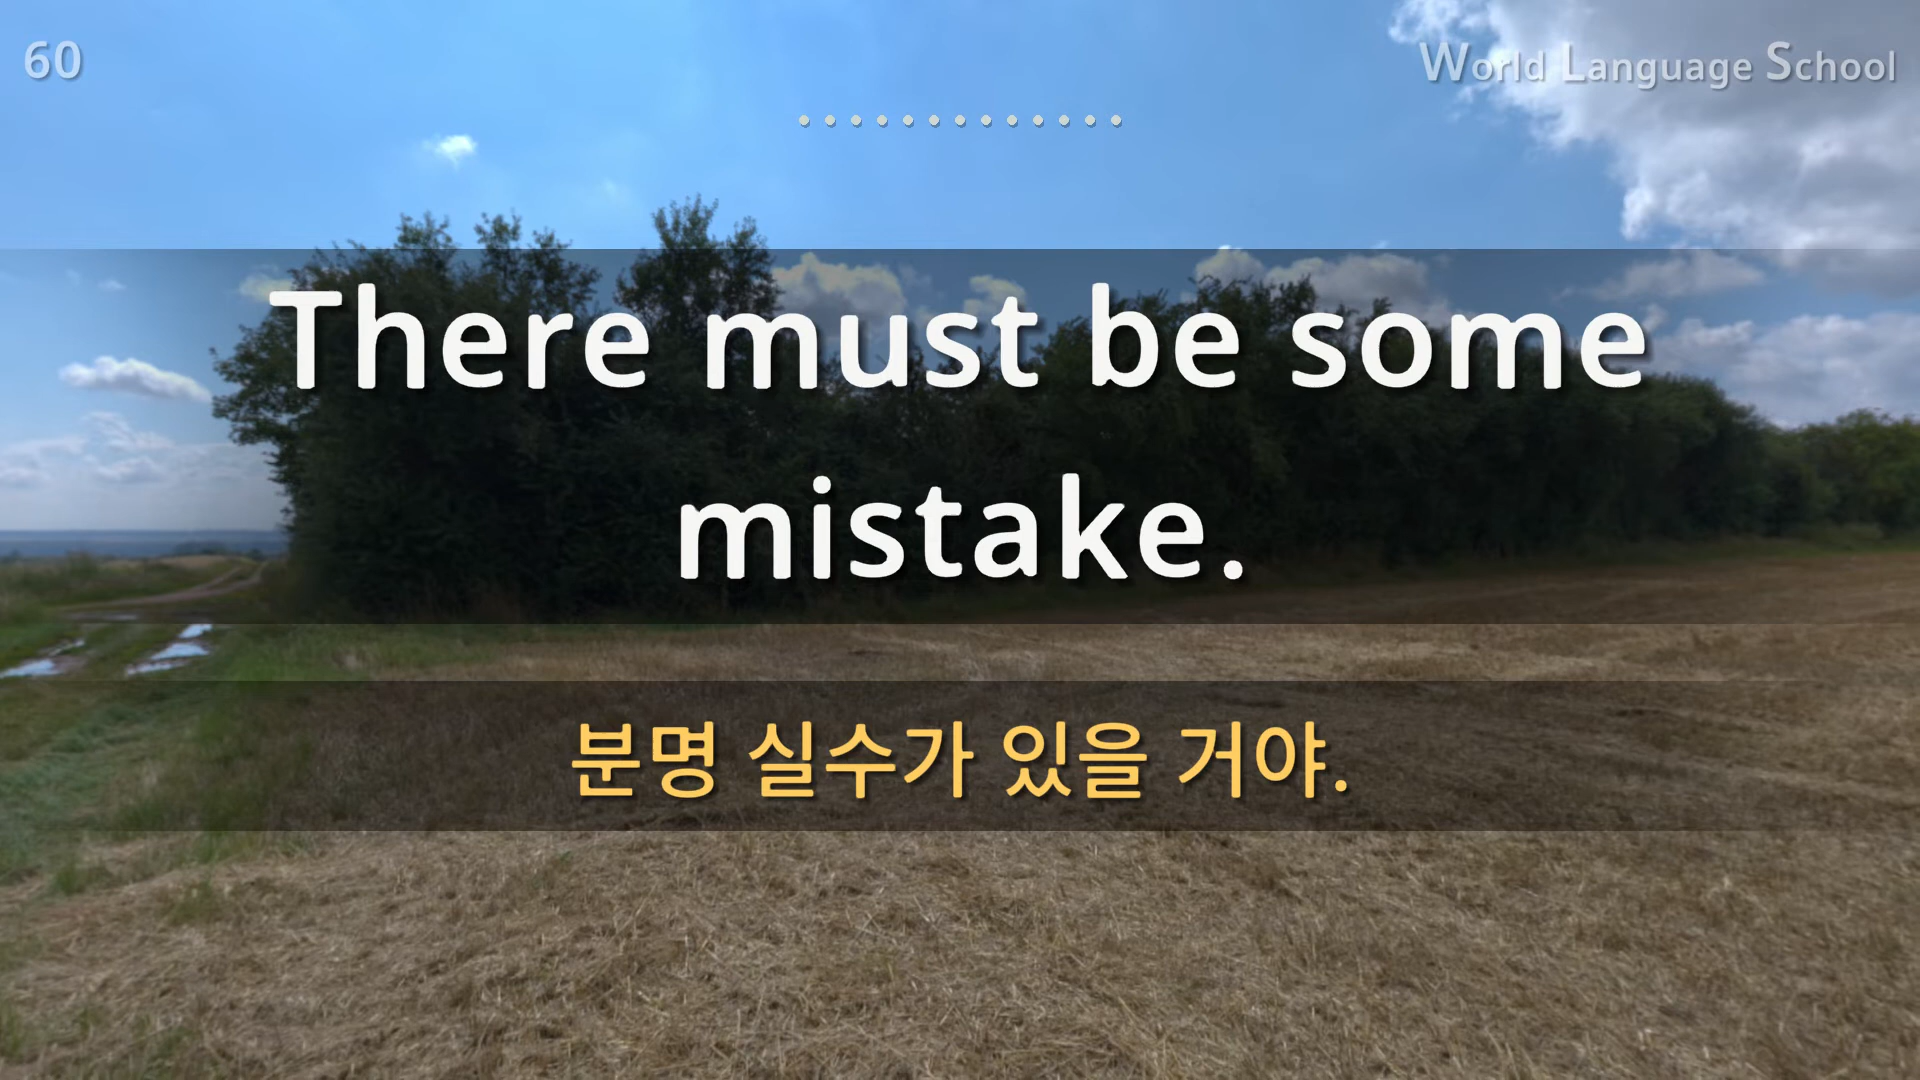 60
World Language School
There must be some
mistake.
분명 실수가 있을 거야.